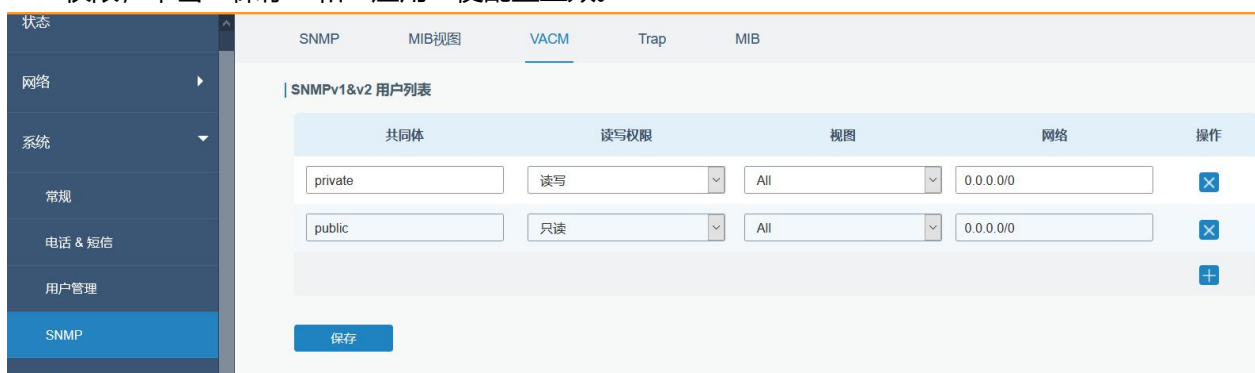 状态
SNMP MIB视图 VACM Trap MIB
网络
SNMPv1&v2 用户列表
系统
共同体 读写权限 视图 网络 操作
private 读写 All 0.0.0.0/0
常规
public 只读 All 0.0.0.0/0
电话 & 短信
用户管理
SNMP
保存